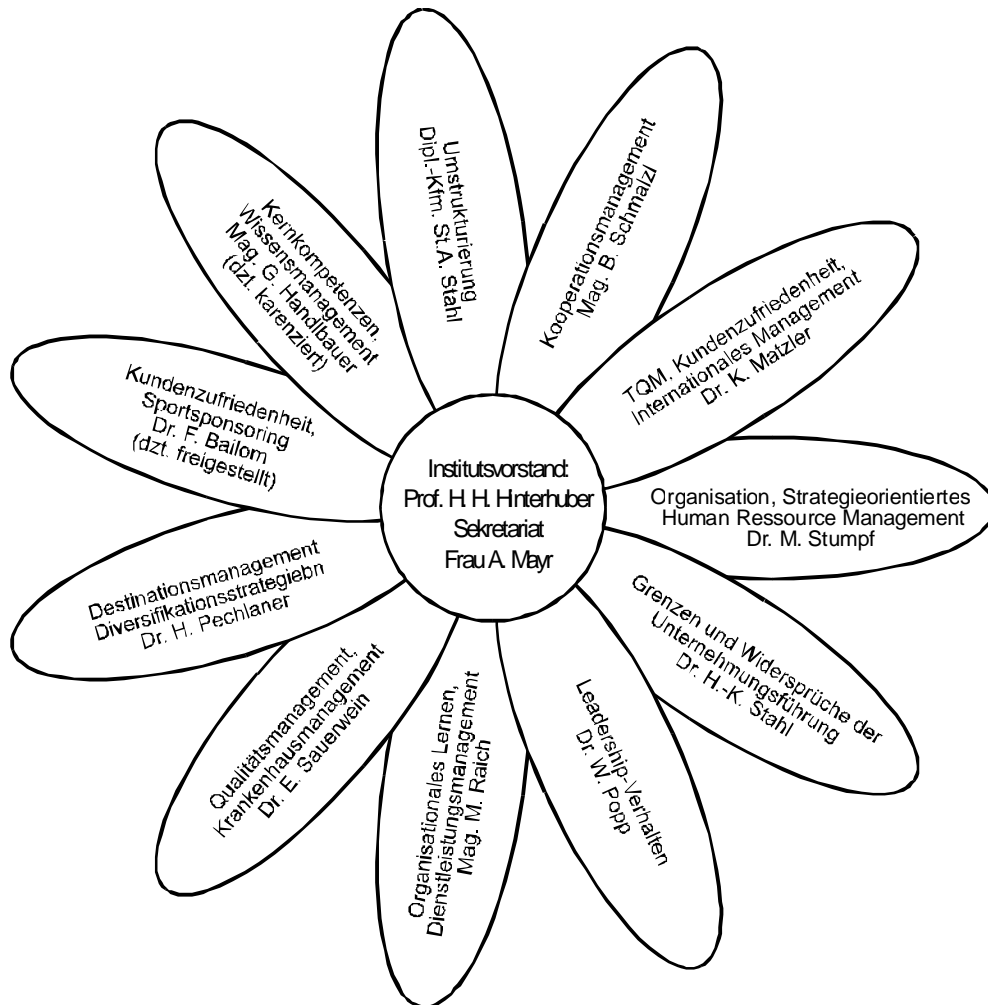 Umstrukturierung
Dipl.-Kfm. St.A. Stahl
Kooperationsmanagement
Mag. B. Schmalzl
TQM, Kundenzufriedenheit,
Internationales Management
Dr. K. Matzler
Organisation, Strategieorientiertes
Human Ressource Management
Dr. M. Stumpf
Grenzen und Widersprüche der
Unternehmungsführung
Dr. H.-K. Stahl
Leadership-Verhalten
Dr. W. Popp
Organisationales Lernen,
Dienstleistungsmanagement
Mag. M. Raich
Qualitätsmanagement,
Krankenhausmanagement
Dr. E. Sauerwein
Destinationsmanagement
Diversifikationsstrategiebn
Dr. H. Pechlaner
Kundenzufriedenheit,
Sportsponsoring
Dr. F. Bailom
(dzt. freigestellt)
Kernkompetenzen,
Wissensmanagement
Mag. G. Handlbauer
(dzt. karenziert)
Institutsvorstand:
Prof. H. H. Hinterhuber
Sekretariat
Frau A. Mayr